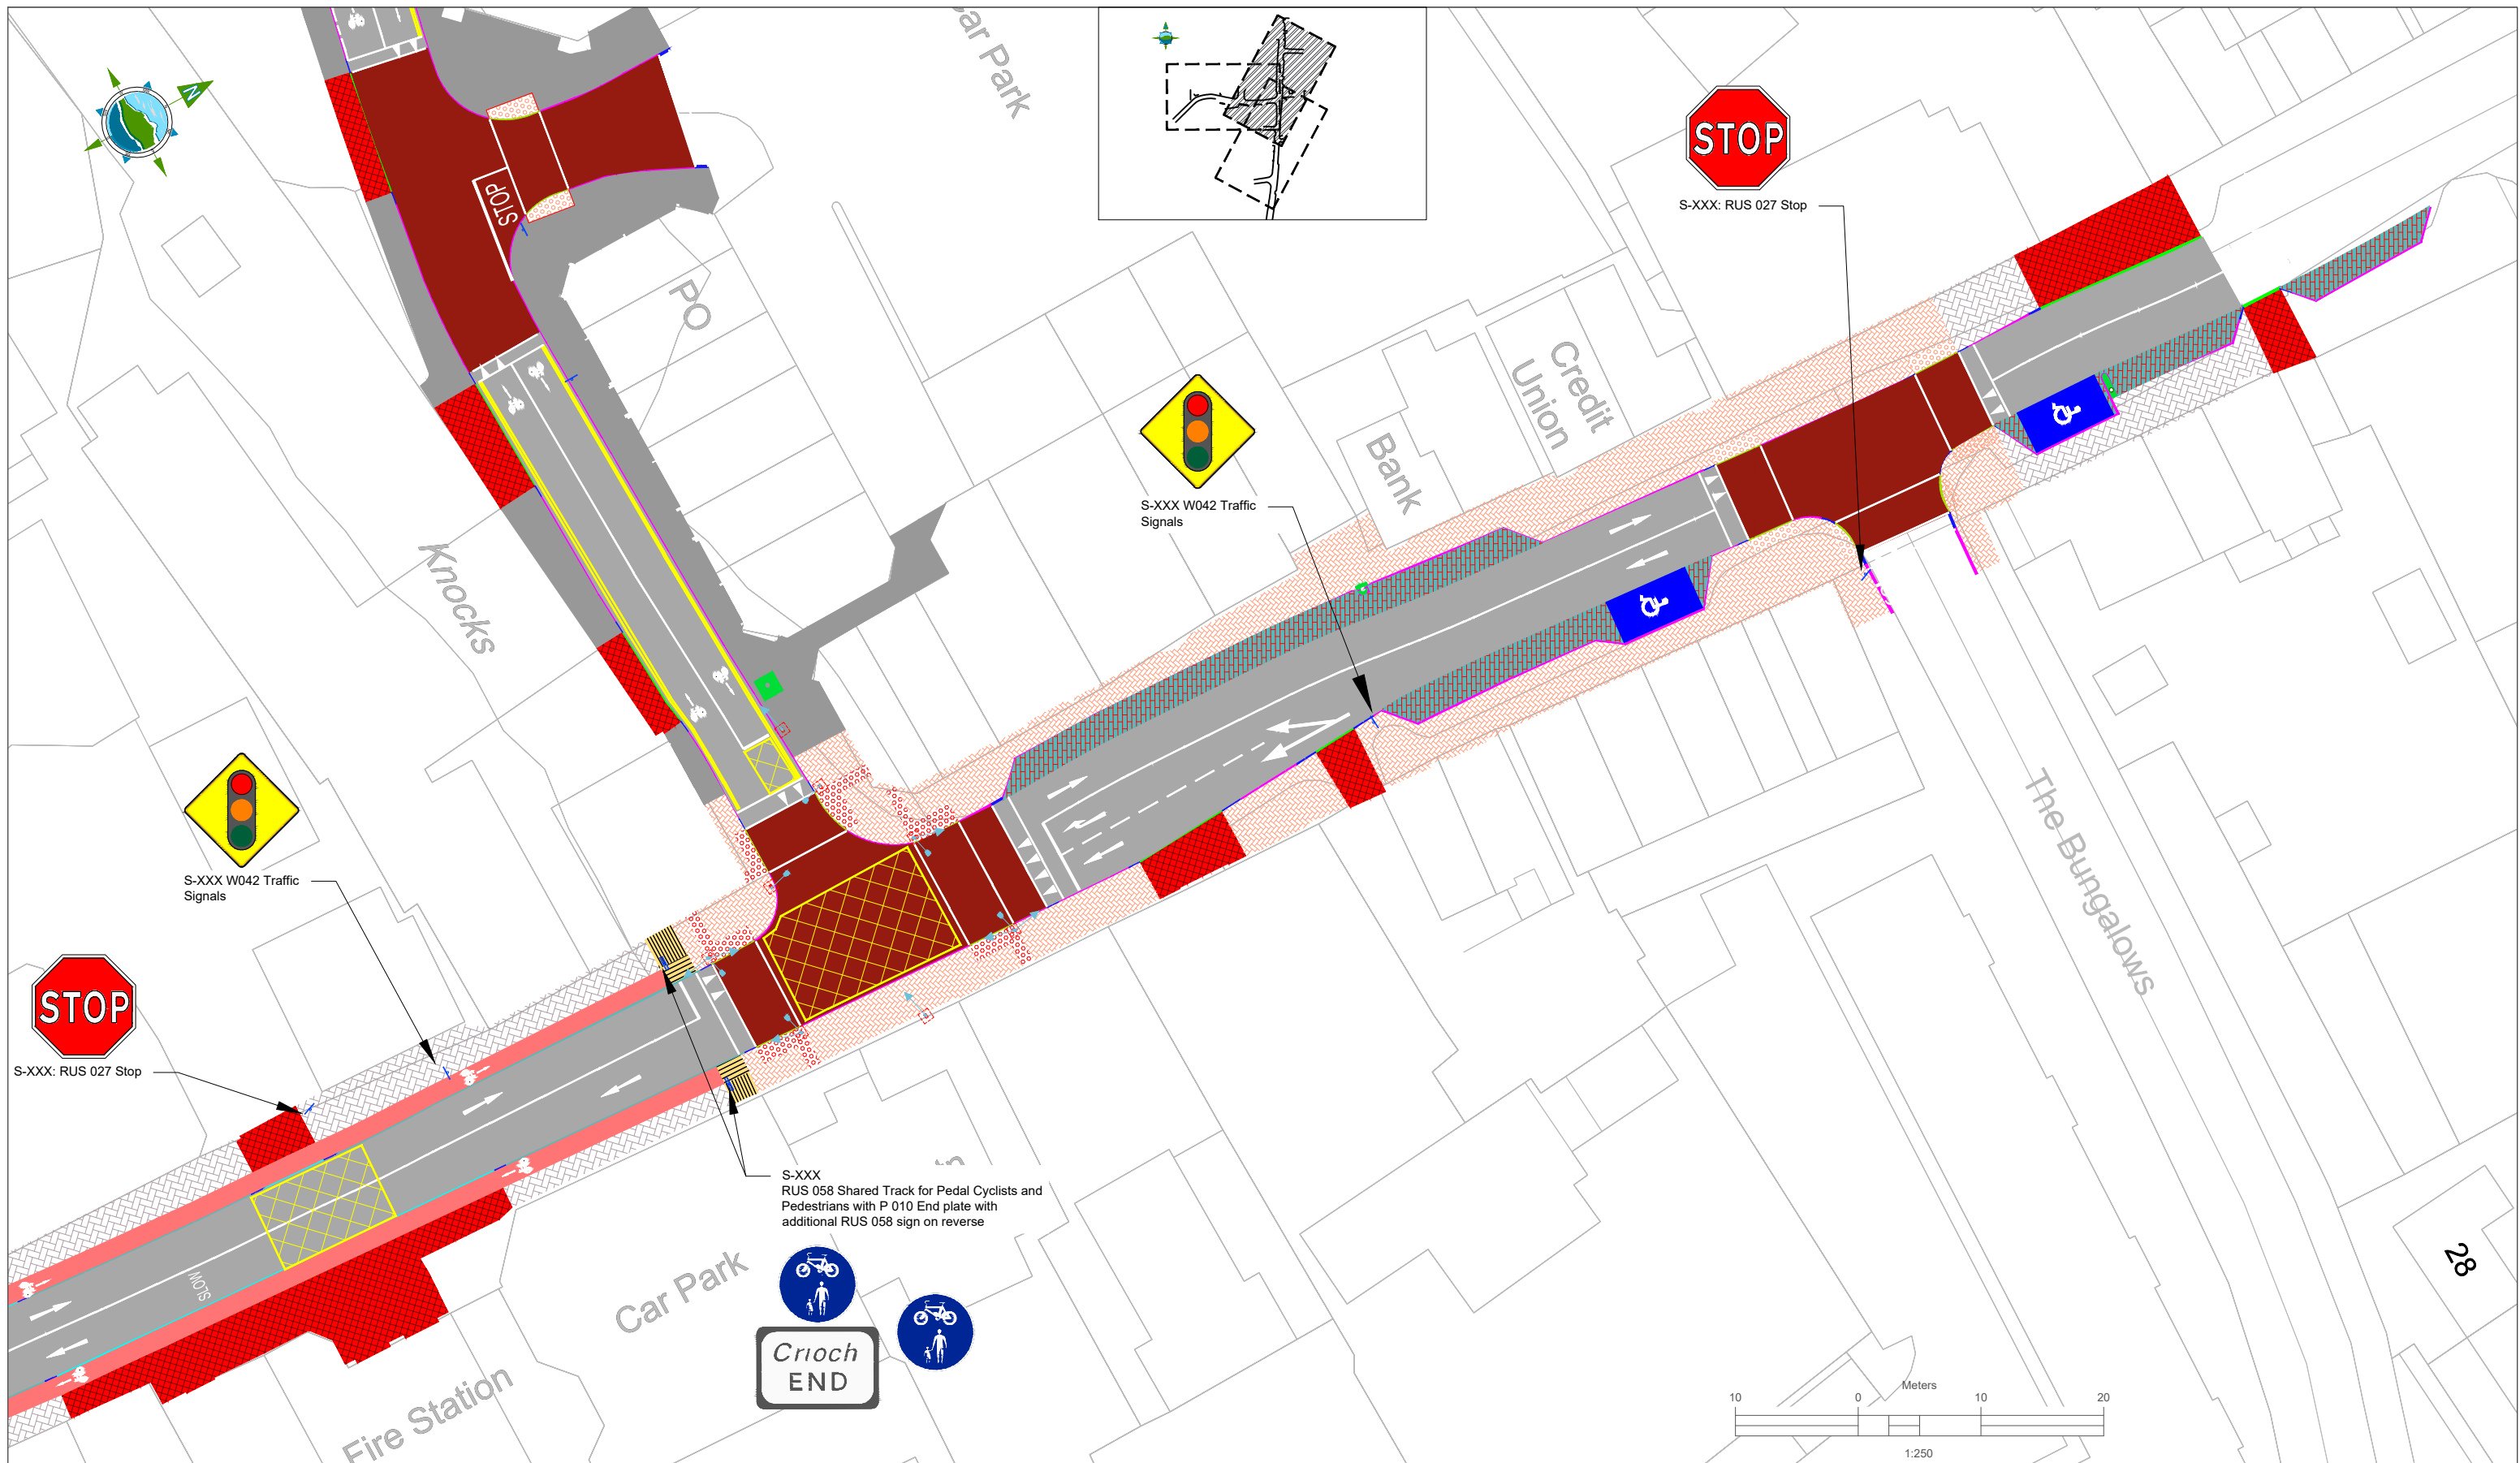 Car Park
N
STOP
STOP
S-XXX: RUS 027 Stop
PO
Credit
Union
Bank
S-XXX W042 Traffic
Signals
Knocks
S-XXX W042 Traffic
Signals
The Bungalows
STOP
S-XXX: RUS 027 Stop
S-XXX
RUS 058 Shared Track for Pedal Cyclists and
Pedestrians with P 010 End plate with
additional RUS 058 sign on reverse
SLOW
Car Park
Crıoch
END
Fire Station
28
Meters
10 0 10 20
1:250